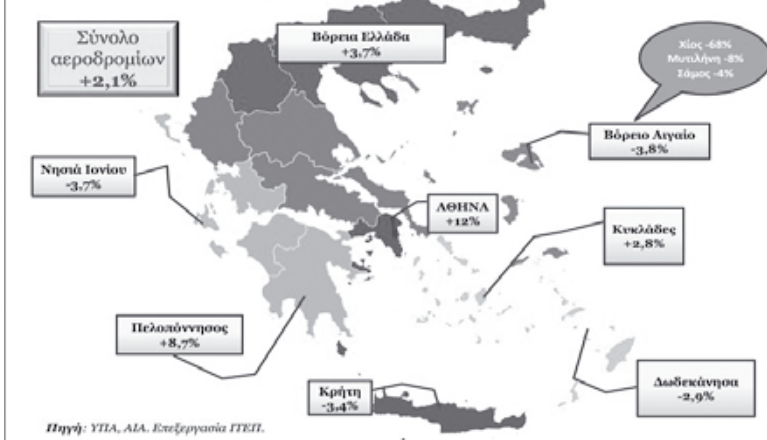 Σύνολο
αεροδρομίων
+2,1%
Βόρεια Ελλάδα
+3,7%
Χίος -68%
Μυτιλήνη -8%
Σάμος -4%
Βόρειο Αιγαίο
-3,8%
Νησιά Ιονίου
-3,7%
ΑΘΗΝΑ
+12%
Κυκλάδες
+2,8%
Πελοπόννησος
+8,7%
Κρήτη
-3,4%
Δωδεκάνησα
-2,9%
Πηγή: ΥΠΑ, ΑΙΑ. Επεξεργασία ΙΤΕΠ.